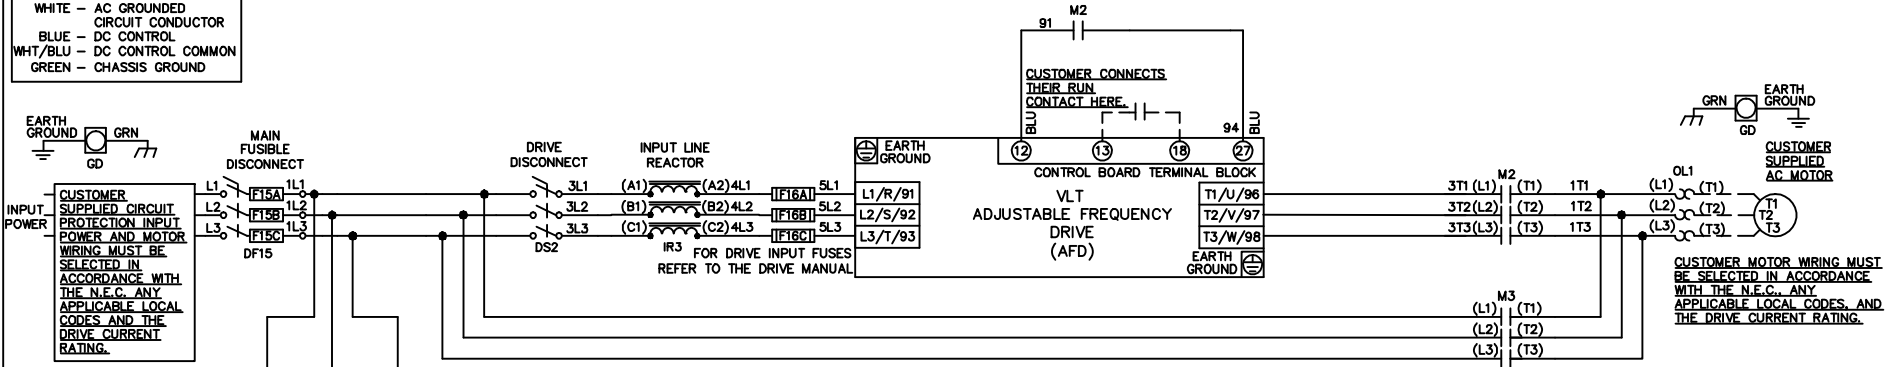 WHITE – AC GROUNDED
CIRCUIT CONDUCTOR
BLUE – DC CONTROL
WHT/BLU – DC CONTROL COMMON
GREEN – CHASSIS GROUND
EARTH
GROUND
GRN
GD
MAIN
FUSIBLE
DISCONNECT
INPUT
POWER
CUSTOMER
SUPPLIED CIRCUIT
PROTECTION INPUT
POWER AND MOTOR
WIRING MUST BE
SELECTED IN
ACCORDANCE WITH
THE N.E.C. ANY
APPLICABLE LOCAL
CODES AND THE
DRIVE CURRENT
RATING.
L1 F15A 1L1
L2 F15B 1L2
L3 F15C 1L3
DF15
DRIVE
DISCONNECT
3L1
3L2
3L3
DS2
INPUT LINE
REACTOR
(A1) (A2) 4L1
(B1) (B2) 4L2
(C1) (C2) 4L3
IR3
F16A 5L1
F16B 5L2
F16C 5L3
FOR DRIVE INPUT FUSES
REFER TO THE DRIVE MANUAL
M2
91
CUSTOMER CONNECTS
THEIR RUN
CONTACT HERE.
BLU
94
BLU
12 13 18 27
CONTROL BOARD TERMINAL BLOCK
EARTH
GROUND
L1/R/91
L2/S/92
L3/T/93
VLT
ADJUSTABLE FREQUENCY
DRIVE
(AFD)
T1/U/96
T2/V/97
T3/W/98
EARTH
GROUND
M2
3T1 (L1) (T1) 1T1
3T2(L2) (T2) 1T2
3T3(L3) (T3) 1T3
M3
(L1) (T1)
(L2) (T2)
(L3) (T3)
OL1
(L1) (T1)
(L2) (T2)
(L3) (T3)
T1
T2
T3
GRN
GD
EARTH
GROUND
CUSTOMER
SUPPLIED
AC MOTOR
CUSTOMER MOTOR WIRING MUST
BE SELECTED IN ACCORDANCE
WITH THE N.E.C., ANY
APPLICABLE LOCAL CODES, AND
THE DRIVE CURRENT RATING.